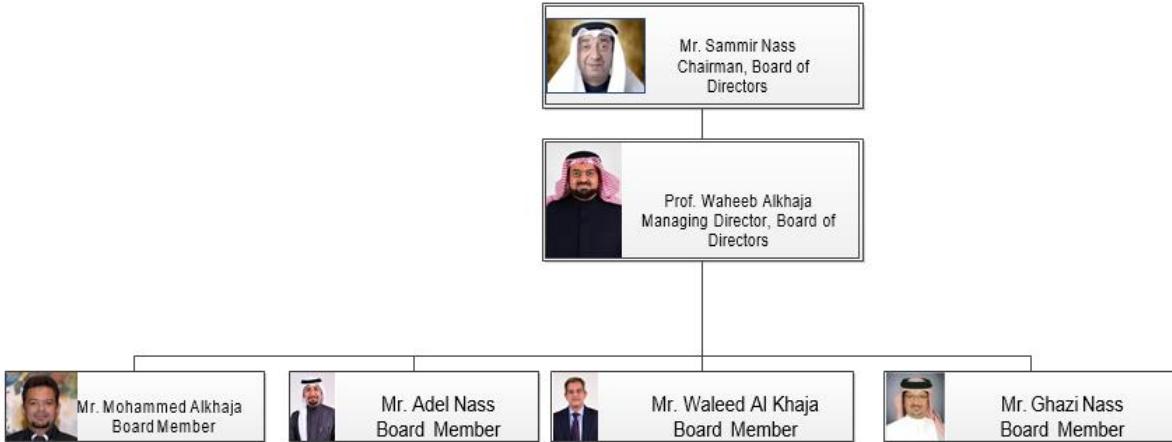 Mr. Sammir Nass
Chairman, Board of
Directors
Prof. Waheeb Alkhaja
Managing Director, Board of
Directors
Mr. Mohammed Alkhaja
Board Member
Mr. Adel Nass
Board Member
Mr. Waleed Al Khaja
Board Member
Mr. Ghazi Nass
Board Member